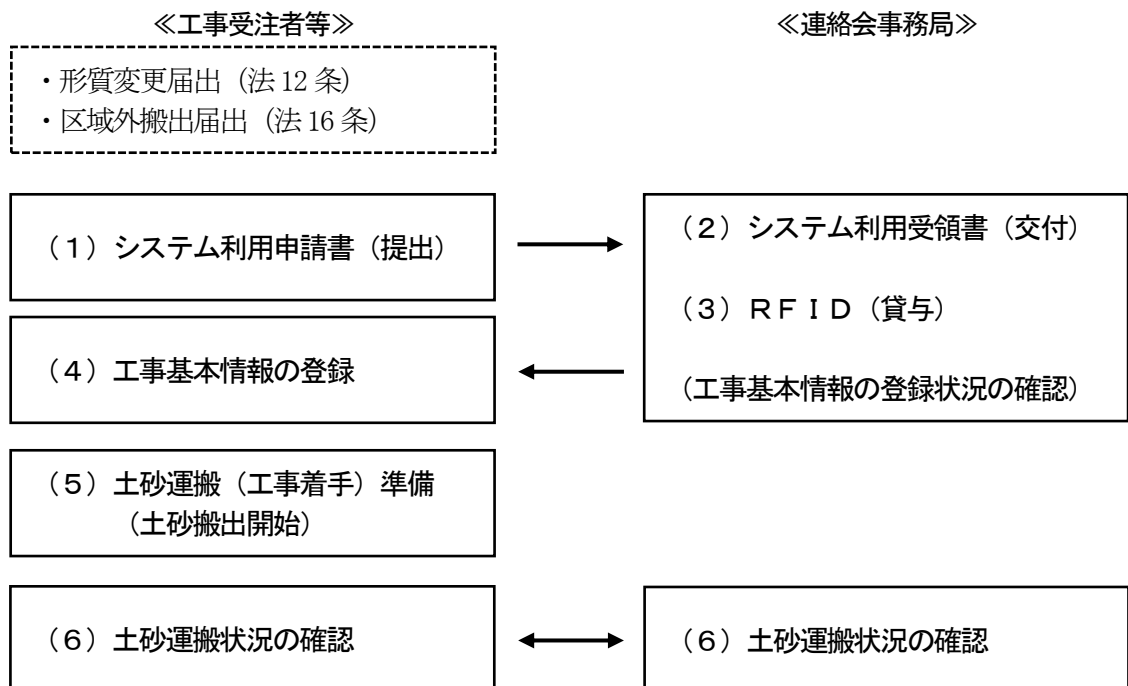 ≪工事受注者等≫
≪連絡会事務局≫
・形質変更届出（法12条）
・区域外搬出届出（法16条）
（１）システム利用申請書（提出）
（２）システム利用受領書（交付）
（３）ＲＦＩＤ（貸与）
（工事基本情報の登録状況の確認）
（４）工事基本情報の登録
（５）土砂運搬（工事着手）準備
（土砂搬出開始）
（６）土砂運搬状況の確認
（６）土砂運搬状況の確認